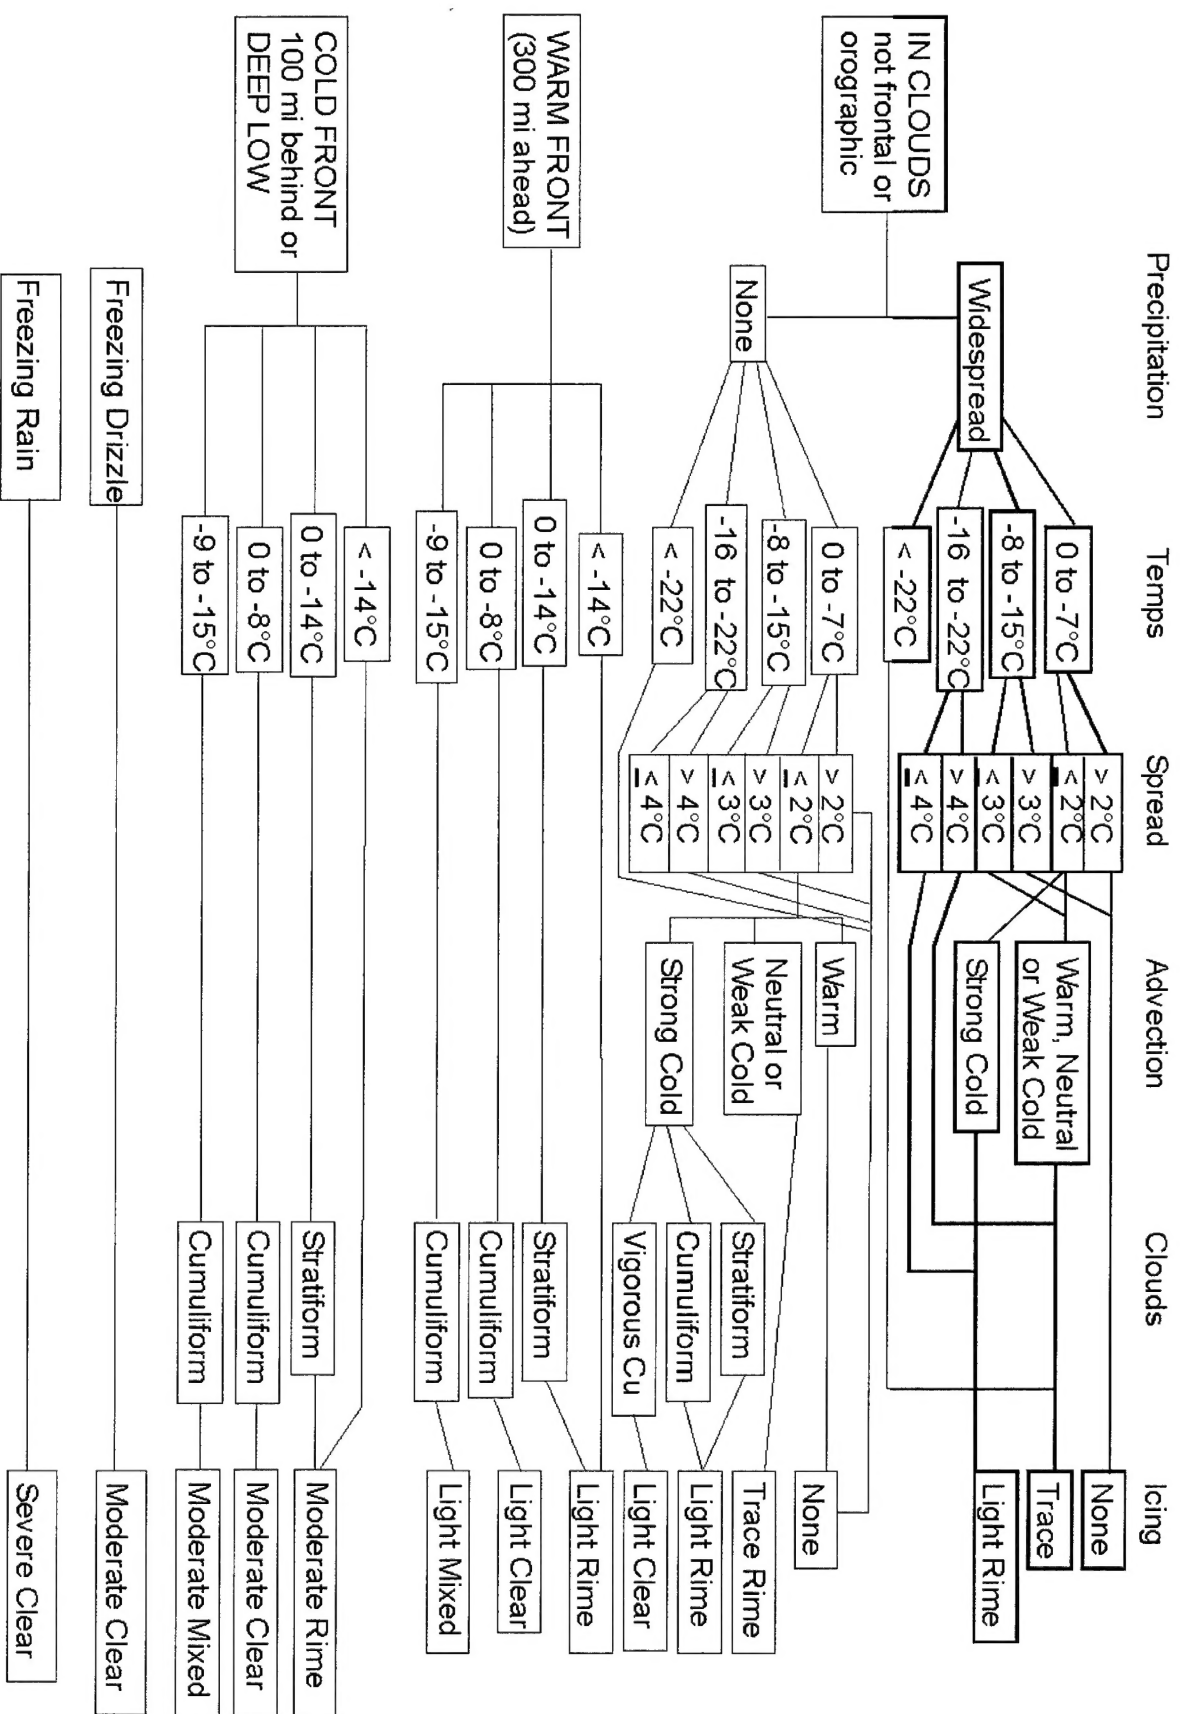 Precipitation
Temps
Spread
Advection
Clouds
Icing
IN CLOUDS
not frontal or
orographic
Widespread
0 to -7°C
-8 to -15°C
-16 to -22°C
< -22°C
> 2°C
< 2°C
> 3°C
< 3°C
> 4°C
< 4°C
Warm, Neutral
or Weak Cold
Strong Cold
None
Trace
Light Rime
None
0 to -7°C
-8 to -15°C
-16 to -22°C
< -22°C
> 2°C
< 2°C
> 3°C
< 3°C
> 4°C
< 4°C
Warm
Neutral or
Weak Cold
Strong Cold
Stratiform
Cumuliform
Vigorous Cu
None
Trace Rime
Light Rime
Light Clear
WARM FRONT
(300 mi ahead)
< -14°C
0 to -14°C
0 to -8°C
-9 to -15°C
Stratiform
Cumuliform
Cumuliform
Light Rime
Light Clear
Light Mixed
COLD FRONT
100 mi behind or
DEEP LOW
< -14°C
0 to -14°C
0 to -8°C
-9 to -15°C
Stratiform
Cumuliform
Cumuliform
Moderate Rime
Moderate Clear
Moderate Mixed
Freezing Drizzle
Moderate Clear
Freezing Rain
Severe Clear